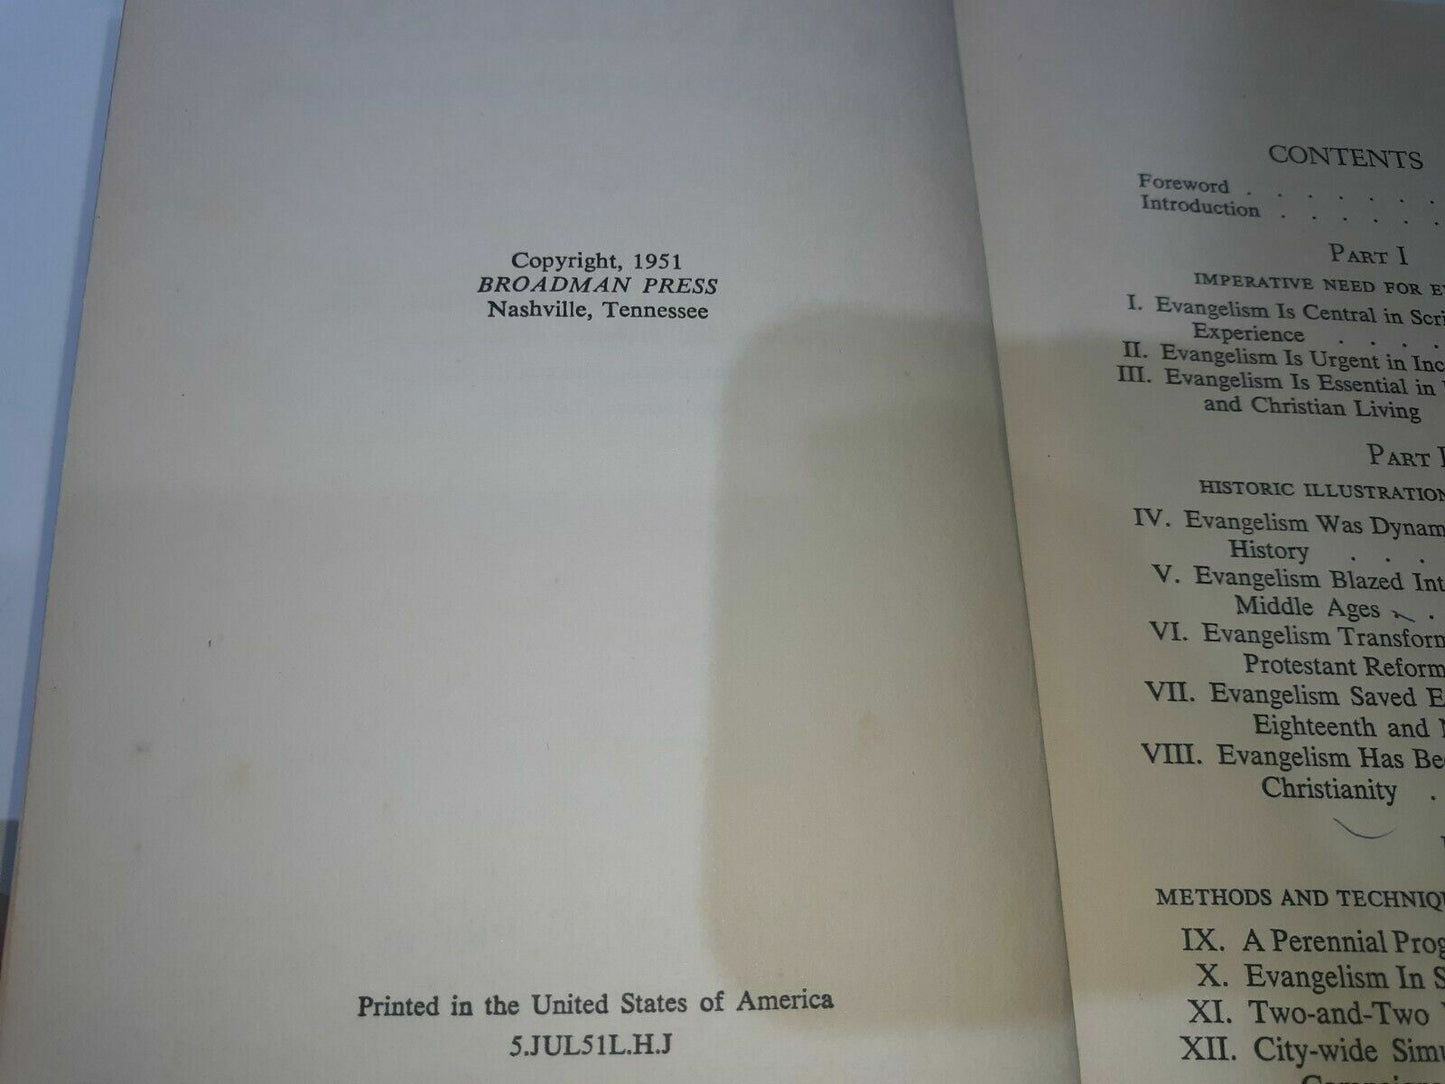 Copyright, 1951
BROADMAN PRESS
Nashville, Tennessee
Printed in the United States of America
5.JUL51L.H.J
CONTENTS
Foreword . . . . . . .
Introduction . . . . . .
PART I
IMPERATIVE NEED FOR
I. Evangelism Is Central in
Experience . . . .
II. Evangelism Is Urgent in
III. Evangelism Is Essential in
and Christian Living
PART
HISTORIC
IV. Evangelism Was
History . . .
V. Evangelism Blazed
Middle Ages .
VI. Evangelism
Protestant
VII. Evangelism Saved
Eighteenth and
VIII. Evangelism Has
Christianity .
METHODS AND
IX. A Perennial
X. Evangelism In
XI. Two-and-Two
XII. City-wide